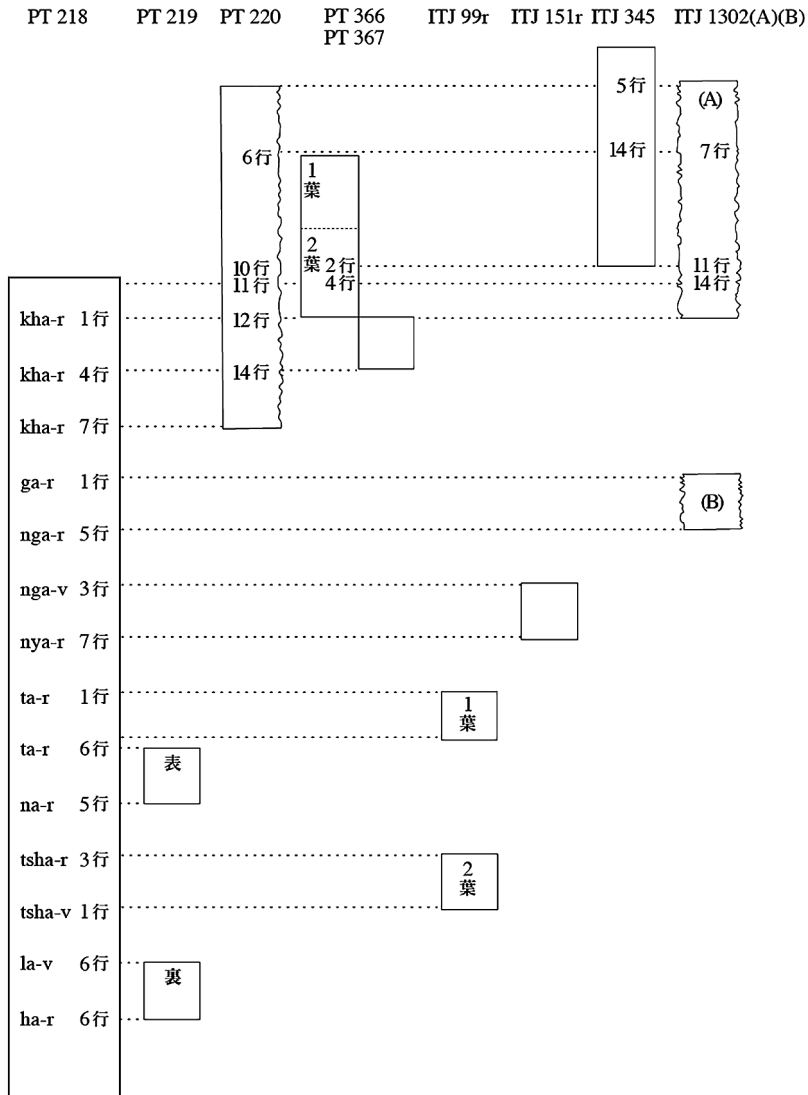 PT 218 PT 219 PT 220 PT 366 ITJ 99r ITJ 151r ITJ 345 ITJ 1302(A)(B)
PT 367
5行 (A)
6行 1葉 14行 7行
2葉
10行 2行 11行
11行 4行 14行
kha-r 1行 12行
kha-r 4行 14行
kha-r 7行
ga-r 1行
(B)
nga-r 5行
nga-v 3行
nya-r 7行
ta-r 1行
1葉
ta-r 6行
表
na-r 5行
tsha-r 3行
2葉
tsha-v 1行
la-v 6行
裏
ha-r 6行